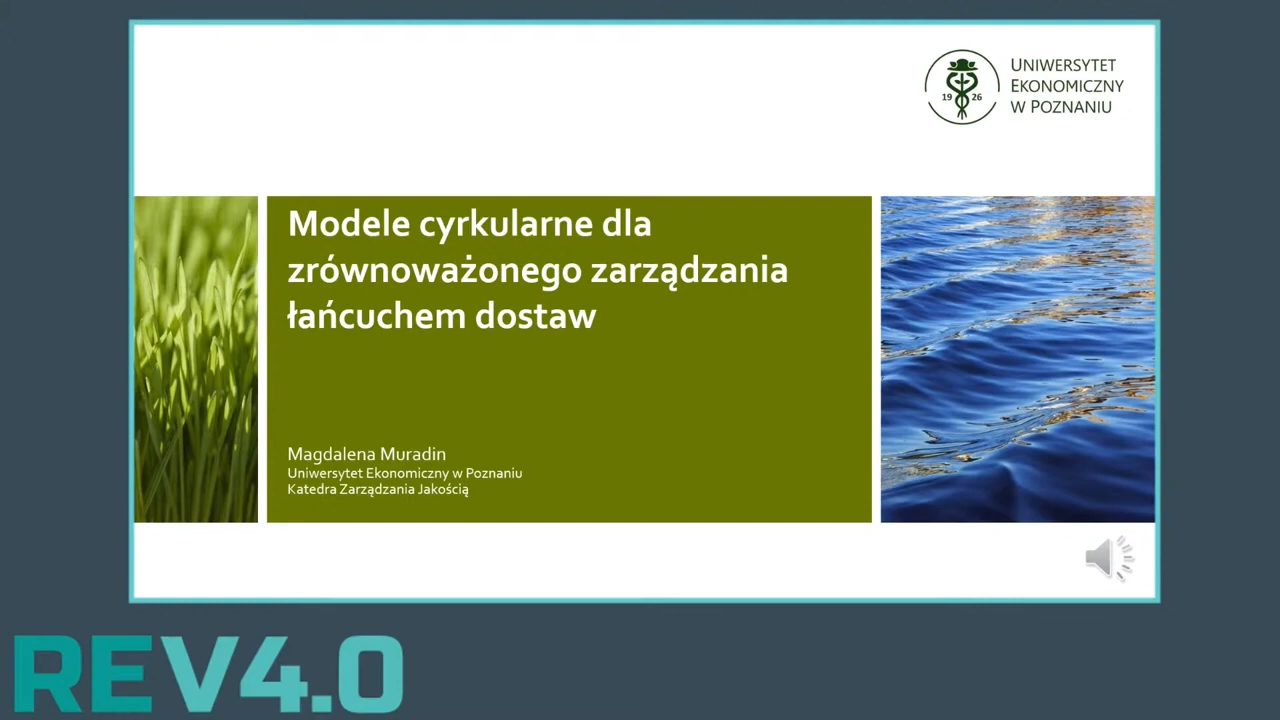 UNIWERSYTET
EKONOMICZNY
W POZNANIU
19 26
Modele cyrkularne dla
zrównoważonego zarządzania
łańcuchem dostaw
Magdalena Muradin
Uniwersytet Ekonomiczny w Poznaniu
Katedra Zarządzania Jakością
REV4.0